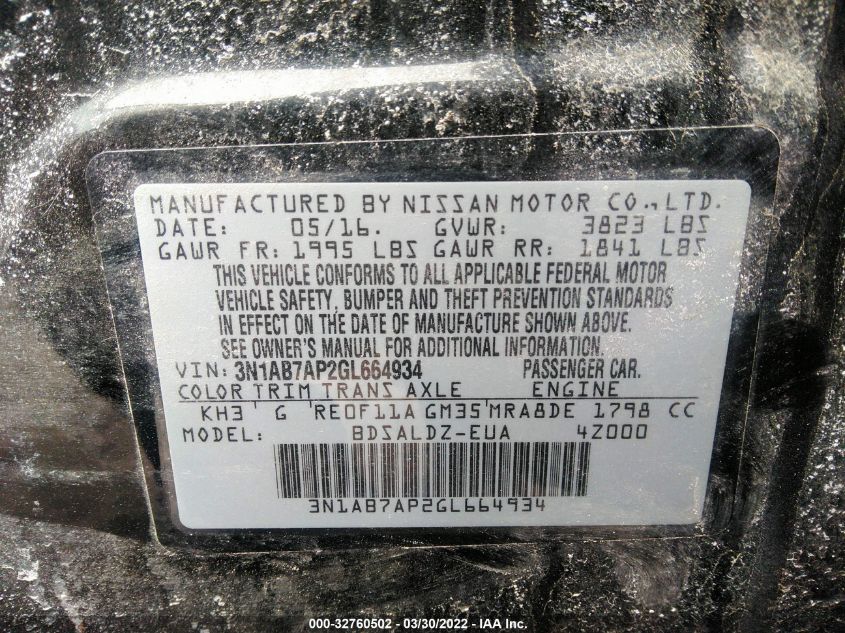 MANUFACTURED BY NISSAN MOTOR CO., LTD.
DATE: 05/16. GVWR: 3823 LBS
GAWR FR: 1995 LBS GAWR RR: 1841 LBS
THIS VEHICLE CONFORMS TO ALL APPLICABLE FEDERAL MOTOR
VEHICLE SAFETY, BUMPER AND THEFT PREVENTION STANDARDS
IN EFFECT ON THE DATE OF MANUFACTURE SHOWN ABOVE.
SEE OWNER'S MANUAL FOR ADDITIONAL INFORMATION.
VIN: 3N1AB7AP2GL664934 PASSENGER CAR.
COLOR TRIM TRANS AXLE ENGINE
KH3 G RE0F11A GM35 MRA8DE 1798 CC
MODEL: BDSALDZ-EUA 4Z000
3N1AB7AP2GL664934
000-32760502 - 03/30/2022 - IAA Inc.